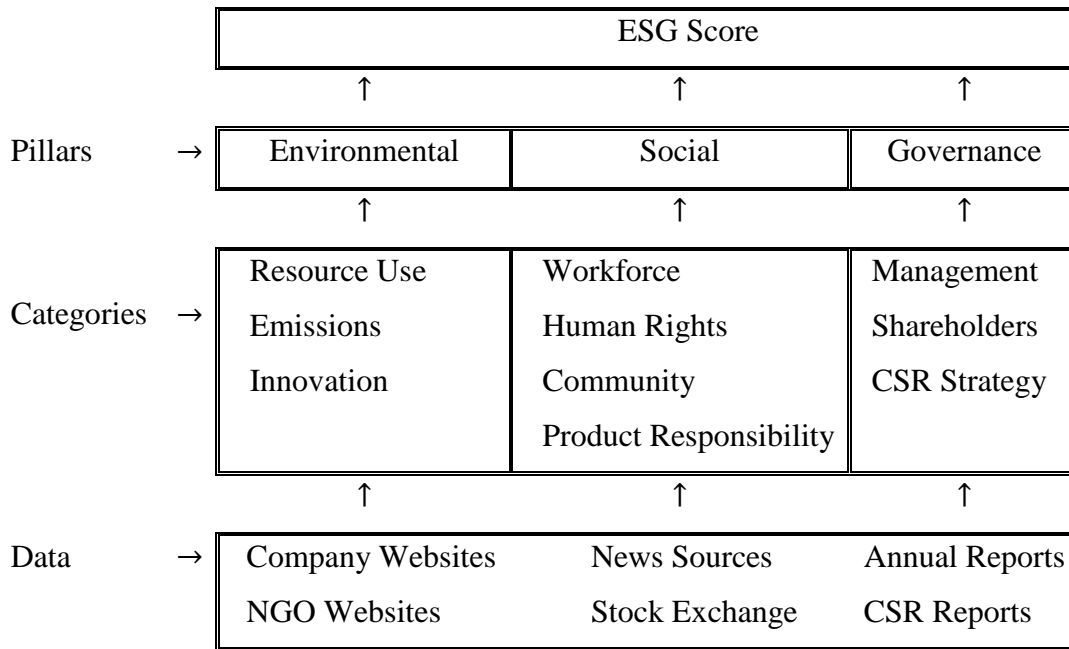 ESG Score
↑ ↑ ↑
Pillars → Environmental Social Governance
↑ ↑ ↑
Resource Use Workforce Management
Categories → Emissions Human Rights Shareholders
Innovation Community CSR Strategy
Product Responsibility
↑ ↑ ↑
Data → Company Websites News Sources Annual Reports
NGO Websites Stock Exchange CSR Reports